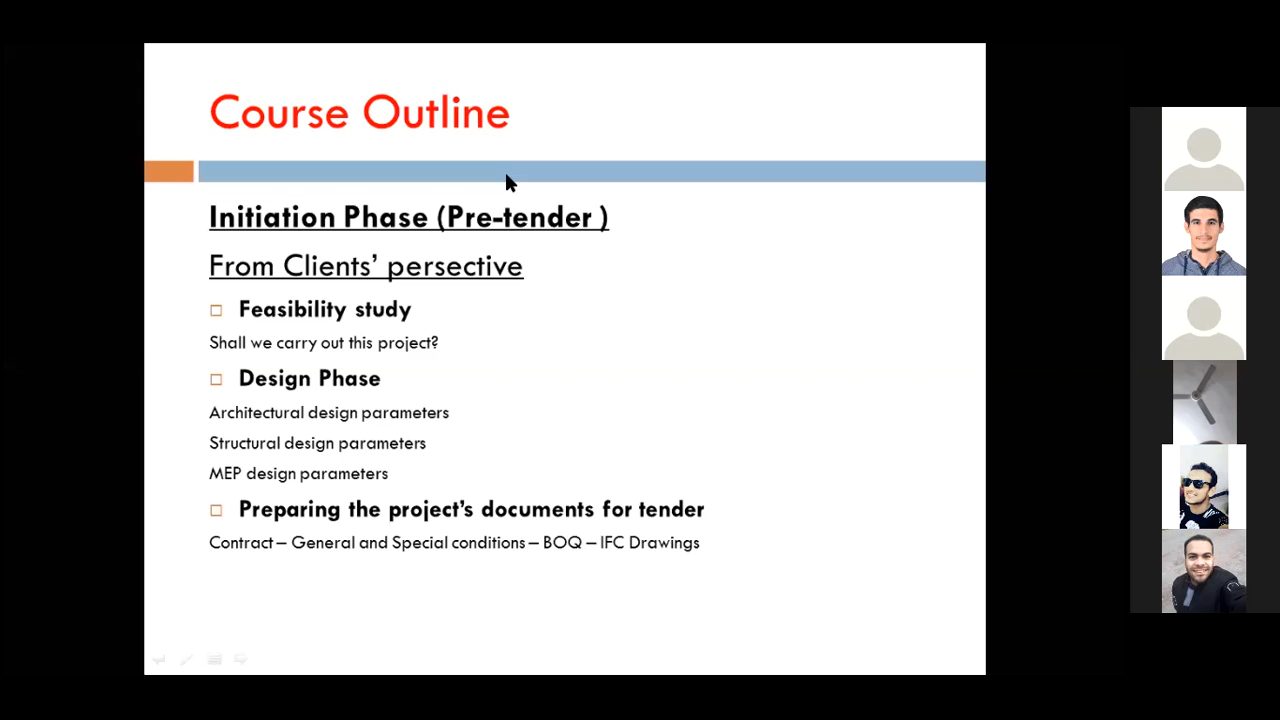 Course Outline
Initiation Phase (Pre-tender )
From Clients’ persective
Feasibility study
Shall we carry out this project?
Design Phase
Architectural design parameters
Structural design parameters
MEP design parameters
Preparing the project’s documents for tender
Contract – General and Special conditions – BOQ – IFC Drawings